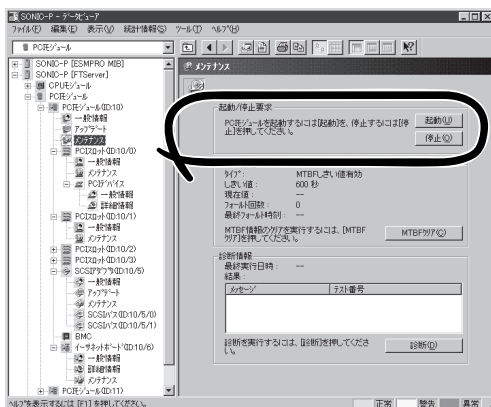 SONIC-P - ﾃﾞｰﾀﾋﾞｭｰｱ
ﾌｧｲﾙ(F) 編集(E) 表示(V) 統計情報(S) ﾂｰﾙ(T) ﾍﾙﾌﾟ(H)
PCIﾓｼﾞｭｰﾙ
SONIC-P [ESMPRO MIB]
SONIC-P [FTServer]
CPUﾓｼﾞｭｰﾙ
PCIﾓｼﾞｭｰﾙ
PCIﾓｼﾞｭｰﾙ(ID:10)
一般情報
ｱｯﾌﾟﾃﾞｰﾄ
ﾒﾝﾃﾅﾝｽ
PCIｽﾛｯﾄ(ID:10/0)
一般情報
ﾒﾝﾃﾅﾝｽ
PCIﾃﾞﾊﾞｲｽ
一般情報
詳細情報
PCIｽﾛｯﾄ(ID:10/1)
一般情報
ﾒﾝﾃﾅﾝｽ
PCIｽﾛｯﾄ(ID:10/2)
PCIｽﾛｯﾄ(ID:10/3)
SCSIｱﾀﾞﾌﾟﾀ(ID:10/5)
一般情報
ｱｯﾌﾟﾃﾞｰﾄ
ﾒﾝﾃﾅﾝｽ
SCSIﾊﾞｽ(ID:10/5/0)
SCSIﾊﾞｽ(ID:10/5/1)
BMC
ｲｰｻﾈｯﾄﾎﾞｰﾄﾞ(ID:10/6)
一般情報
詳細情報
ﾒﾝﾃﾅﾝｽ
PCIﾓｼﾞｭｰﾙ(ID:11)
ﾒﾝﾃﾅﾝｽ
起動/停止要求
PCIﾓｼﾞｭｰﾙを起動するには[起動]を、停止するには[停
止]を押してください。
起動(U)
停止(O)
ﾀｲﾌﾟ: MTBFしきい値有効
しきい値: 600 秒
現在値: --
ﾌｫｰﾙﾄ回数: 0
最終ﾌｫｰﾙﾄ時刻: --
MTBF情報のｸﾘｱを実行するには、[MTBF
ｸﾘｱ]を押してください。
MTBFｸﾘｱ(C)
診断情報
最終実行日時: --
結果:
ﾒｯｾｰｼﾞ ﾃｽﾄ番号
診断を実行するには、[診断]を押してくださ
い。
診断(D)
ﾍﾙﾌﾟを表示するには [F1] を押してください。
正常 警告 異常